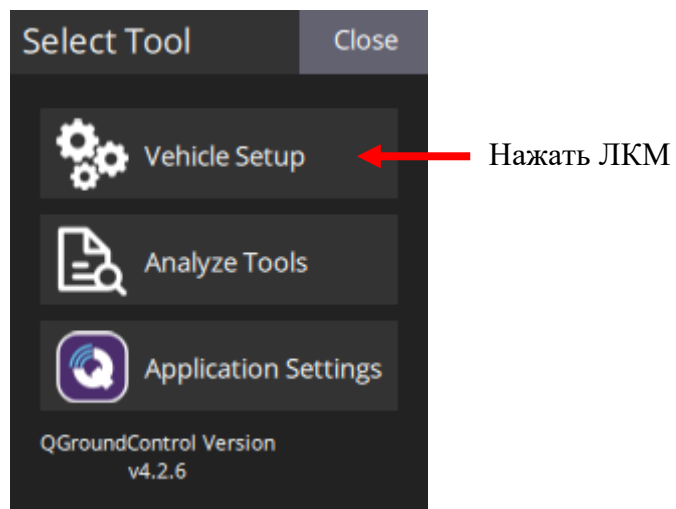 Select Tool
Close
Vehicle Setup
Нажать ЛКМ
Analyze Tools
Application Settings
QGroundControl Version
v4.2.6